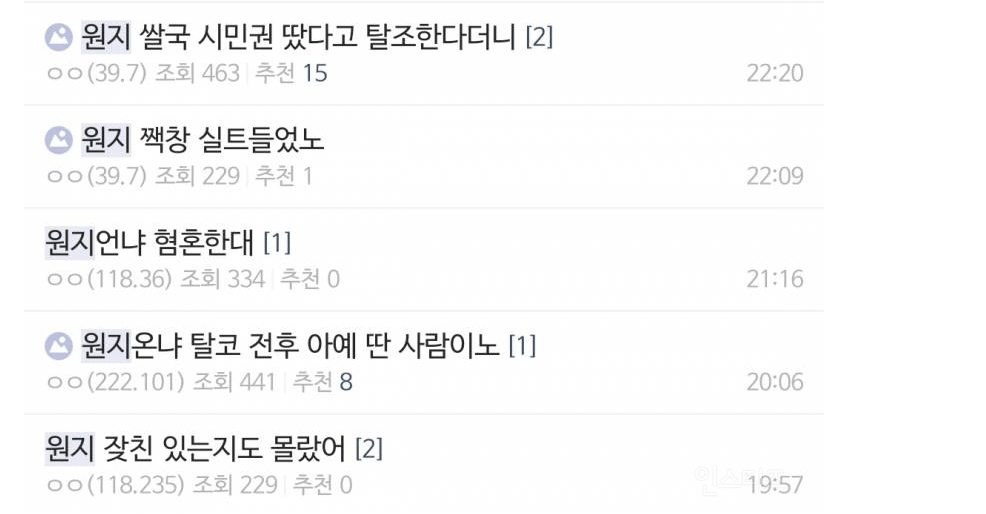 원지 쌀국 시민권 땄다고 탈조한다더니 [2]
ㅇㅇ(39.7) 조회 463 추천 15 22:20
원지 짹창 실트들었노
ㅇㅇ(39.7) 조회 229 추천 1 22:09
원지언냐 혐혼한대 [1]
ㅇㅇ(118.36) 조회 334 추천 0 21:16
원지온냐 탈코 전후 아예 딴 사람이노 [1]
ㅇㅇ(222.101) 조회 441 추천 8 20:06
원지 잦친 있는지도 몰랐어 [2]
ㅇㅇ(118.235) 조회 229 추천 0 19:57